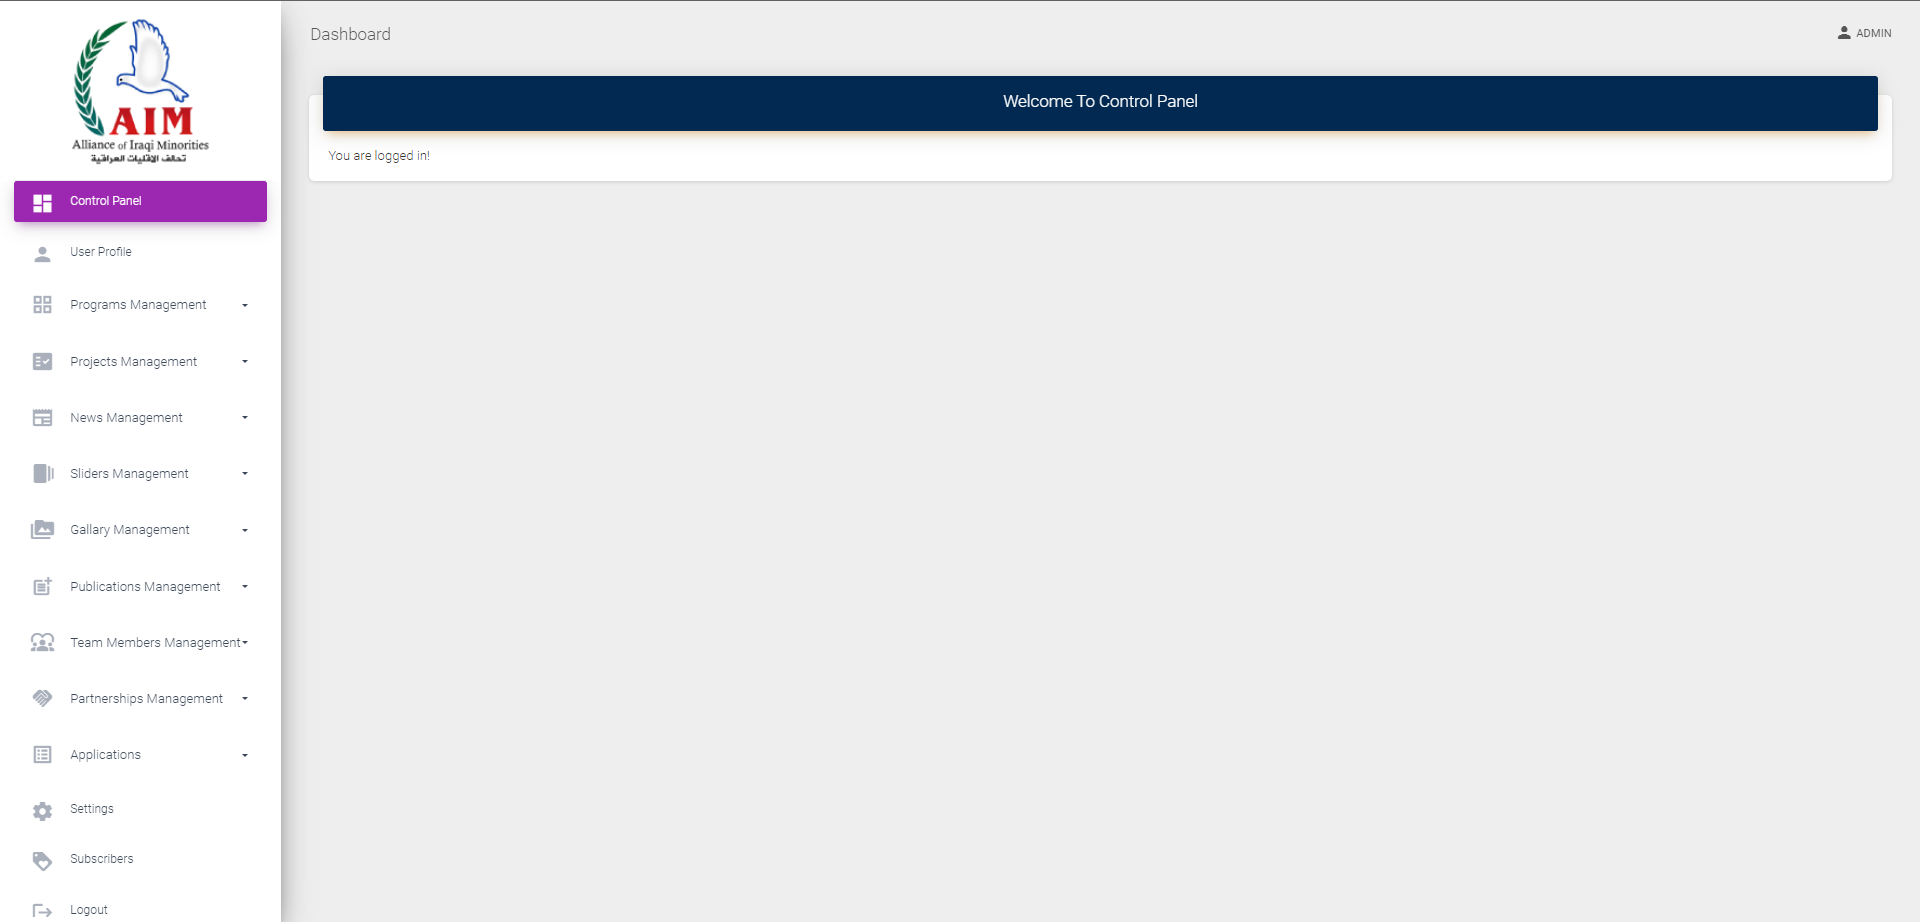 AIM
Alliance of Iraqi Minorities
تحالف الاقليات العراقية
Control Panel
User Profile
Programs Management
Projects Management
News Management
Sliders Management
Gallary Management
Publications Management
Team Members Management
Partnerships Management
Applications
Settings
Subscribers
Logout
Dashboard
ADMIN
Welcome To Control Panel
You are logged in!